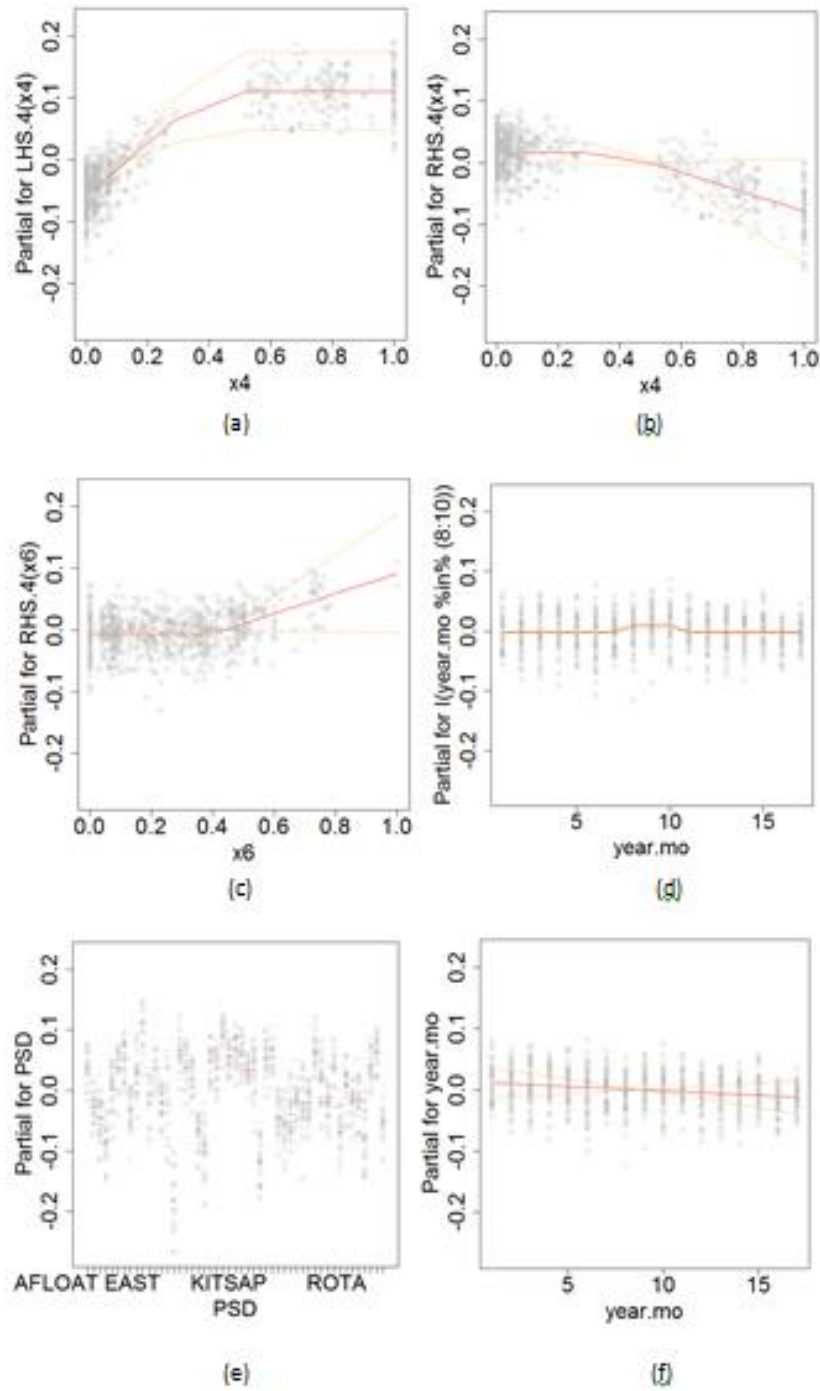 Partial for LHS.4(x4)
-0.2 -0.1 0.0 0.1 0.2
0.0 0.2 0.4 0.6 0.8 1.0
x4
(a)
Partial for RHS.4(x4)
-0.2 -0.1 0.0 0.1 0.2
0.0 0.2 0.4 0.6 0.8 1.0
x4
(b)
Partial for RHS.4(x6)
-0.2 -0.1 0.0 0.1 0.2
0.0 0.2 0.4 0.6 0.8 1.0
x6
(c)
Partial for I(year.mo %in% (8:10))
-0.2 -0.1 0.0 0.1 0.2
5 10 15
year.mo
(d)
Partial for PSD
-0.2 -0.1 0.0 0.1 0.2
AFLOAT EAST KITSAP ROTA
PSD
(e)
Partial for year.mo
-0.2 -0.1 0.0 0.1 0.2
5 10 15
year.mo
(f)